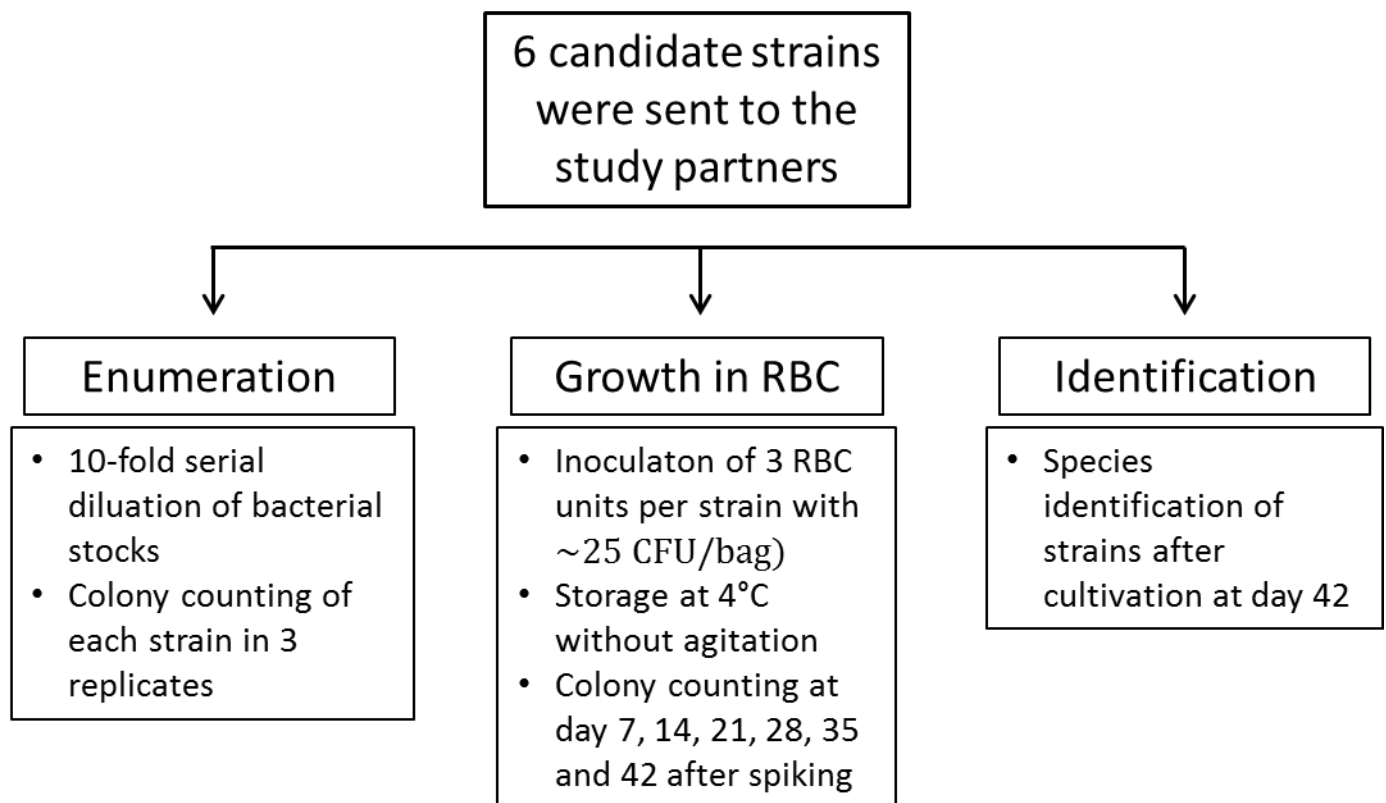 6 candidate strains
were sent to the
study partners
Enumeration
• 10-fold serial
diluation of bacterial
stocks
• Colony counting of
each strain in 3
replicates
Growth in RBC
• Inoculaton of 3 RBC
units per strain with
~25 CFU/bag)
• Storage at 4°C
without agitation
• Colony counting at
day 7, 14, 21, 28, 35
and 42 after spiking
Identification
• Species
identification of
strains after
cultivation at day 42